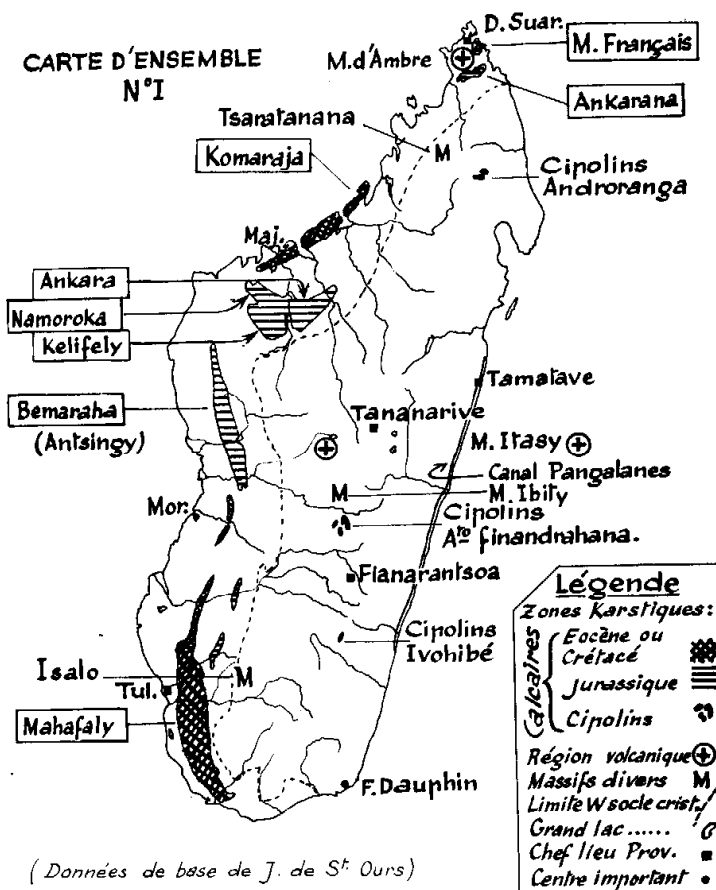 CARTE D'ENSEMBLE
N°I
D. Suar.
M. Français
M. d'Ambre
Ankarana
Tsaratanana
M
Komaraja
Cipolins
Androranga
Maj.
Ankara
Namoroka
Kelifely
Tamatave
Bemaraha
(Antsingy)
Tananarive
M. Itasy
Canal Pangalanes
M
M. Ibity
Mor.
Cipolins
Aᵗᵒ finandrahana.
Fianarantsoa
Cipolins
Ivohibé
Isalo
M
Tul.
Mahafaly
F. Dauphin
(Données de base de J. de Sᵗ. Ours)
Légende
Zones Karstiques:
Calcaires
Eocène ou
Crétacé
Jurassique
Cipolins
Région volcanique
Massifs divers M
Limite W socle crist.
Grand lac......
Chef lieu Prov.
Centre important